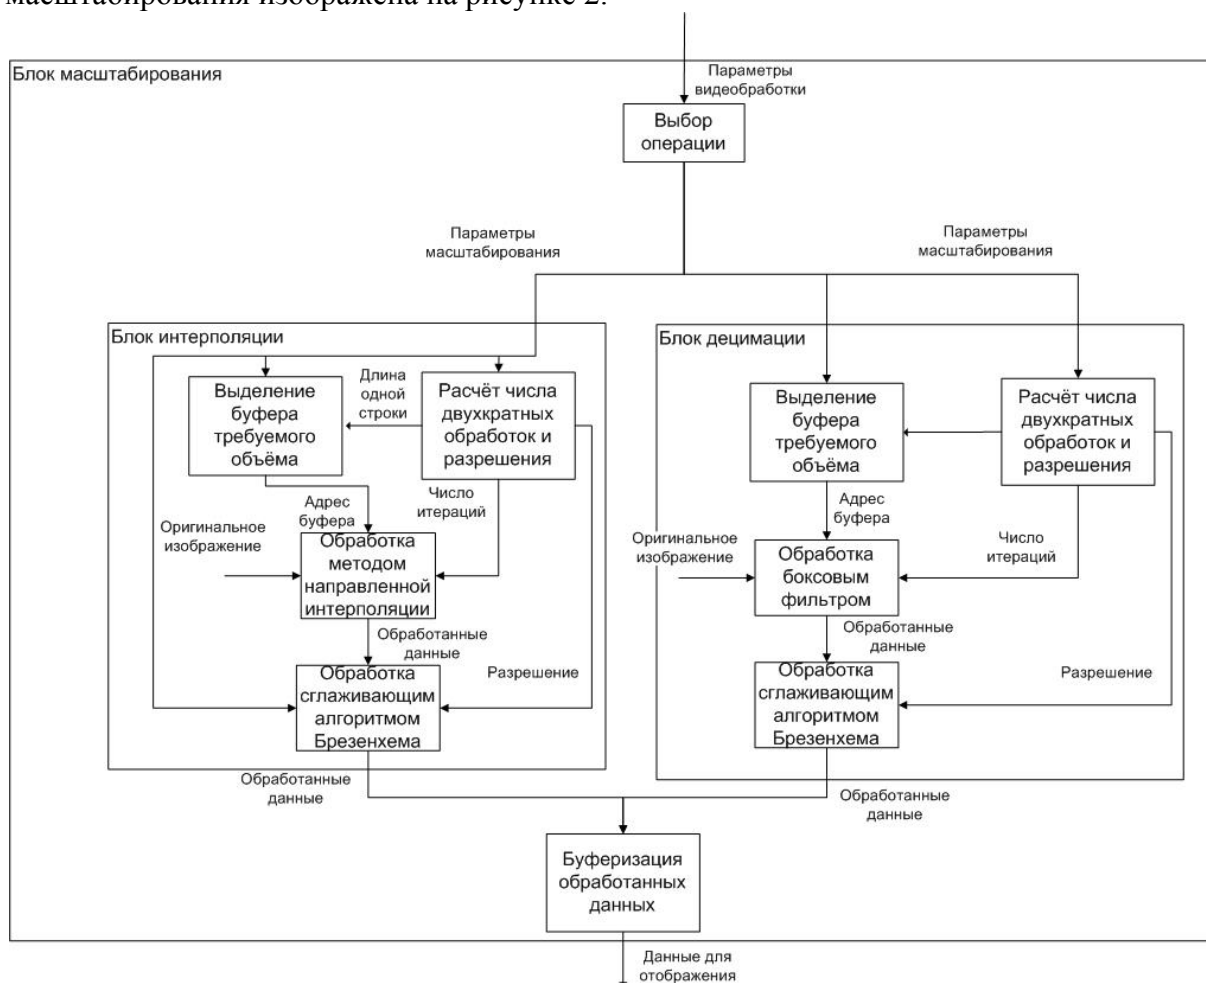 масштабирования изображена на рисунке 2.
Блок масштабирования
Параметры
видеобработки
Выбор
операции
Параметры
масштабирования
Параметры
масштабирования
Блок интерполяции
Выделение
буфера
требуемого
объёма
Длина
одной
строки
Расчёт числа
двухкратных
обработок и
разрешения
Адрес
буфера
Число
итераций
Оригинальное
изображение
Обработка
методом
направленной
интерполяции
Обработанные
данные
Разрешение
Обработка
сглаживающим
алгоритмом
Брезенхема
Обработанные
данные
Блок децимации
Выделение
буфера
требуемого
объёма
Расчёт числа
двухкратных
обработок и
разрешения
Адрес
буфера
Число
итераций
Оригинальное
изображение
Обработка
боксовым
фильтром
Обработанные
данные
Разрешение
Обработка
сглаживающим
алгоритмом
Брезенхема
Обработанные
данные
Буферизация
обработанных
данных
Данные для
отображения